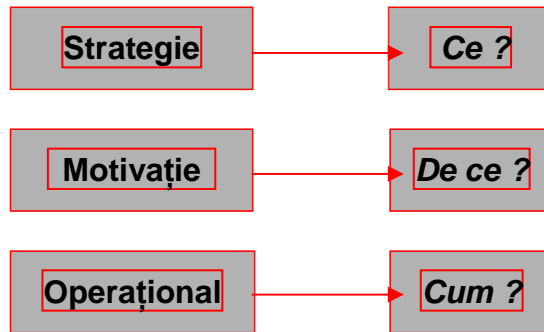 Strategie
Ce ?
Motivație
De ce ?
Operațional
Cum ?